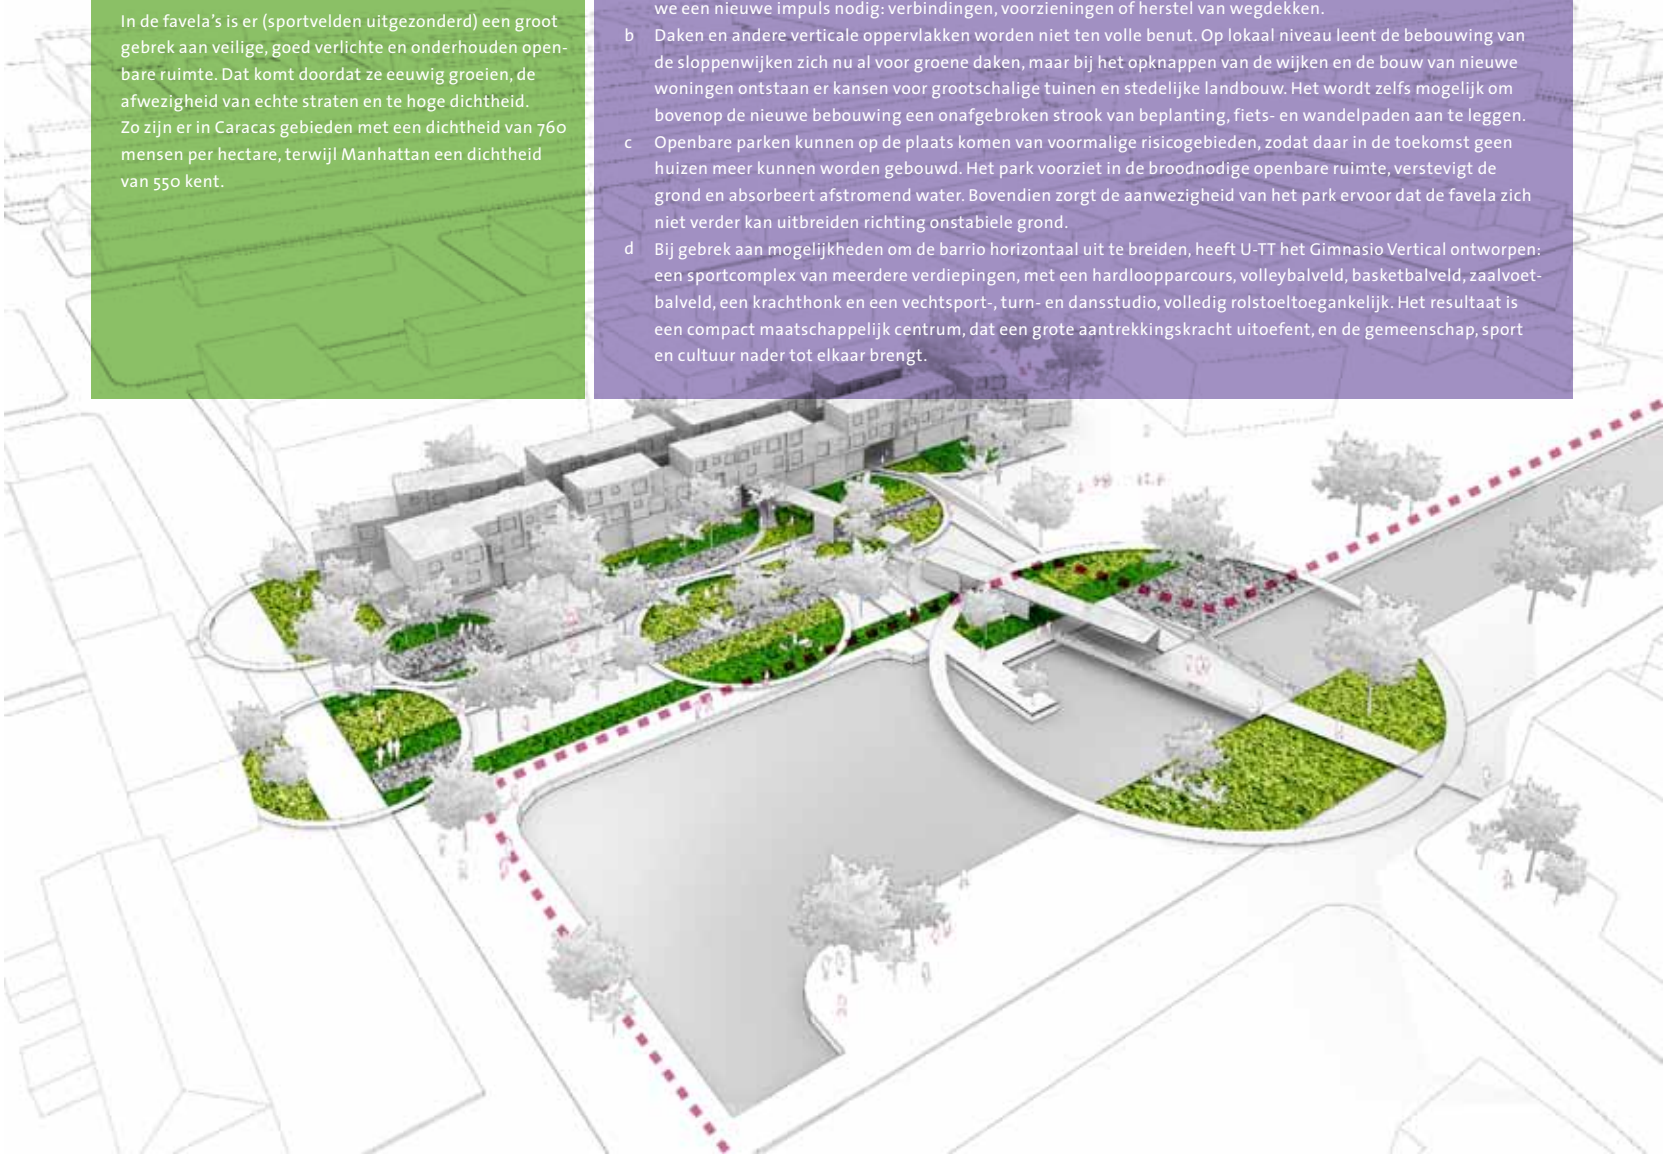 In de favela's is er (sportvelden uitgezonderd) een groot
gebrek aan veilige, goed verlichte en onderhouden open-
bare ruimte. Dat komt doordat ze eeuwig groeien, de
afwezigheid van echte straten en te hoge dichtheid.
Zo zijn er in Caracas gebieden met een dichtheid van 760
mensen per hectare, terwijl Manhattan een dichtheid
van 550 kent.
we een nieuwe impuls nodig: verbindingen, voorzieningen of herstel van wegdekken.
b Daken en andere verticale oppervlakken worden niet ten volle benut. Op lokaal niveau leent de bebouwing van
de sloppenwijken zich nu al voor groene daken, maar bij het opknappen van de wijken en de bouw van nieuwe
woningen ontstaan er kansen voor grootschalige tuinen en stedelijke landbouw. Het wordt zelfs mogelijk om
bovenop de nieuwe bebouwing een onafgebroken strook van beplanting, fiets- en wandelpaden aan te leggen.
c Openbare parken kunnen op de plaats komen van voormalige risicogebieden, zodat daar in de toekomst geen
huizen meer kunnen worden gebouwd. Het park voorziet in de broodnodige openbare ruimte, verstevigt de
grond en absorbeert afstromend water. Bovendien zorgt de aanwezigheid van het park ervoor dat de favela zich
niet verder kan uitbreiden richting onstabiele grond.
d Bij gebrek aan mogelijkheden om de barrio horizontaal uit te breiden, heeft U-TT het Gimnasio Vertical ontworpen:
een sportcomplex van meerdere verdiepingen, met een hardloopparcours, volleybalveld, basketbalveld, zaalvoet-
balveld, een krachthonk en een vechtsport-, turn- en dansstudio, volledig rolstoeltoegankelijk. Het resultaat is
een compact maatschappelijk centrum, dat een grote aantrekkingskracht uitoefent, en de gemeenschap, sport
en cultuur nader tot elkaar brengt.